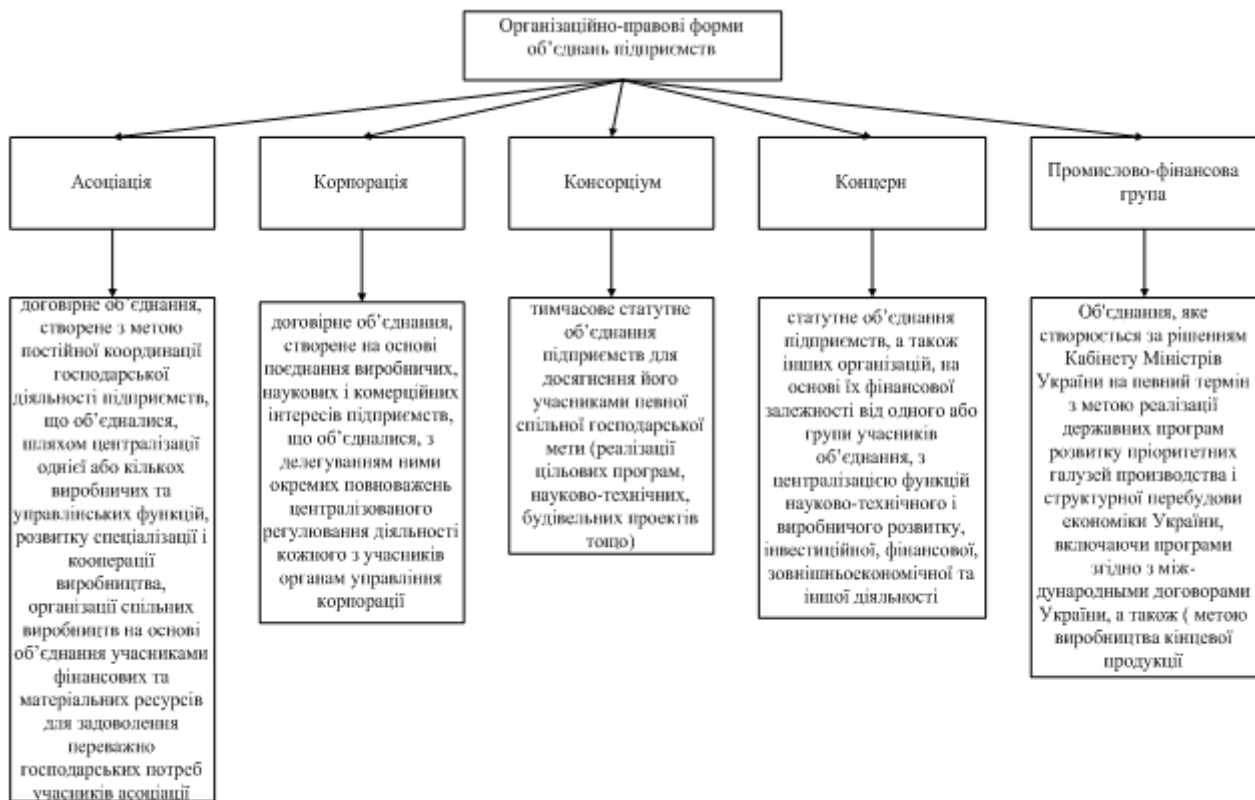 Організаційно-правові форми
об’єднань підприємств
Асоціація
Корпорація
Консорціум
Концерн
Промислово-фінансова
група
договірне об’єднання,
створене з метою
постійної координації
господарської
діяльності підприємств,
що об’єдналися,
шляхом централізації
однієї або кількох
виробничих та
управлінських функцій,
розвитку спеціалізації і
кооперації
виробництва,
організації спільних
виробництв на основі
об’єднання учасниками
фінансових та
матеріальних ресурсів
для задоволення
переважно
господарських потреб
учасників асоціації
договірне об’єднання,
створене на основі
поєднання виробничих,
наукових і комерційних
інтересів підприємств,
що об’єдналися, з
делегуванням ними
окремих повноважень
централізованого
регулювання діяльності
кожного з учасників
органам управління
корпорації
тимчасове статутне
об’єднання
підприємств для
досягнення його
учасниками певної
спільної господарської
мети (реалізації
цільових програм,
науково-технічних,
будівельних проектів
тощо)
статутне об’єднання
підприємств, а також
інших організацій, на
основі їх фінансової
залежності від одного або
групи учасників
об’єднання, з
централізацією функцій
науково-технічного і
виробничого розвитку,
інвестиційної, фінансової,
зовнішньоекономічної та
іншої діяльності
Об'єднання, яке
створюється за рішенням
Кабінету Міністрів
України на певний термін
з метою реалізації
державних програм
розвитку пріоритетних
галузей производства і
структурної перебудови
економіки України,
включаючи програми
згідно з між-
дународными договорами
України, а також ( метою
виробництва кінцевої
продукції